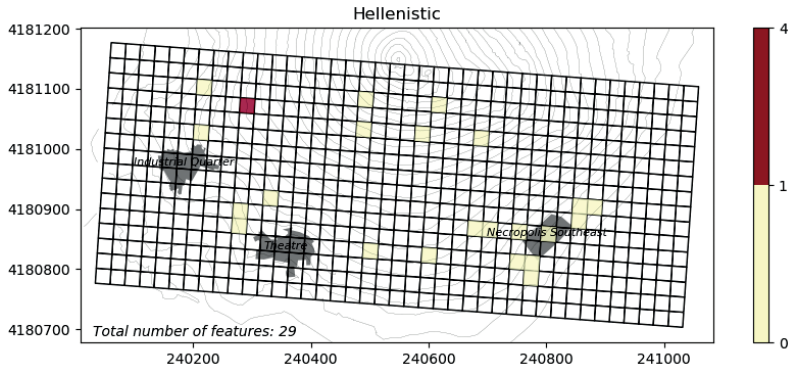 Hellenistic
4181200
4181100
4181000
4180900
4180800
4180700
Industrial Quarter
Theatre
Necropolis Southeast
Total number of features: 29
240200 240400 240600 240800 241000
4
1
0